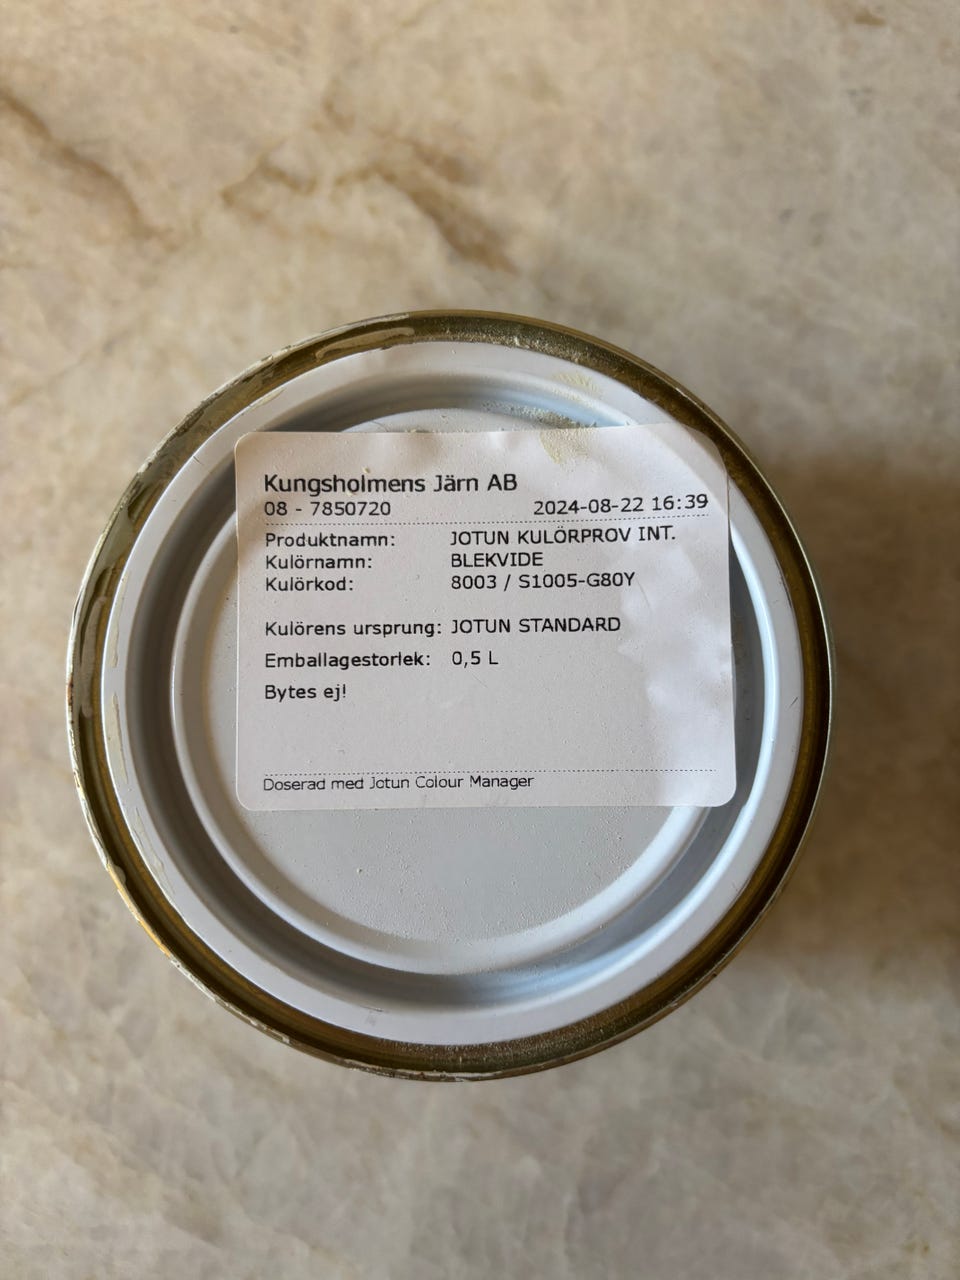 Kungsholmens Järn AB
08 - 7850720 2024-08-22 16:39
Produktnamn: JOTUN KULÖRPROV INT.
Kulörnamn: BLEKVIDE
Kulörkod: 8003 / S1005-G80Y
Kulörens ursprung: JOTUN STANDARD
Emballagestorlek: 0,5 L
Bytes ej!
Doserad med Jotun Colour Manager